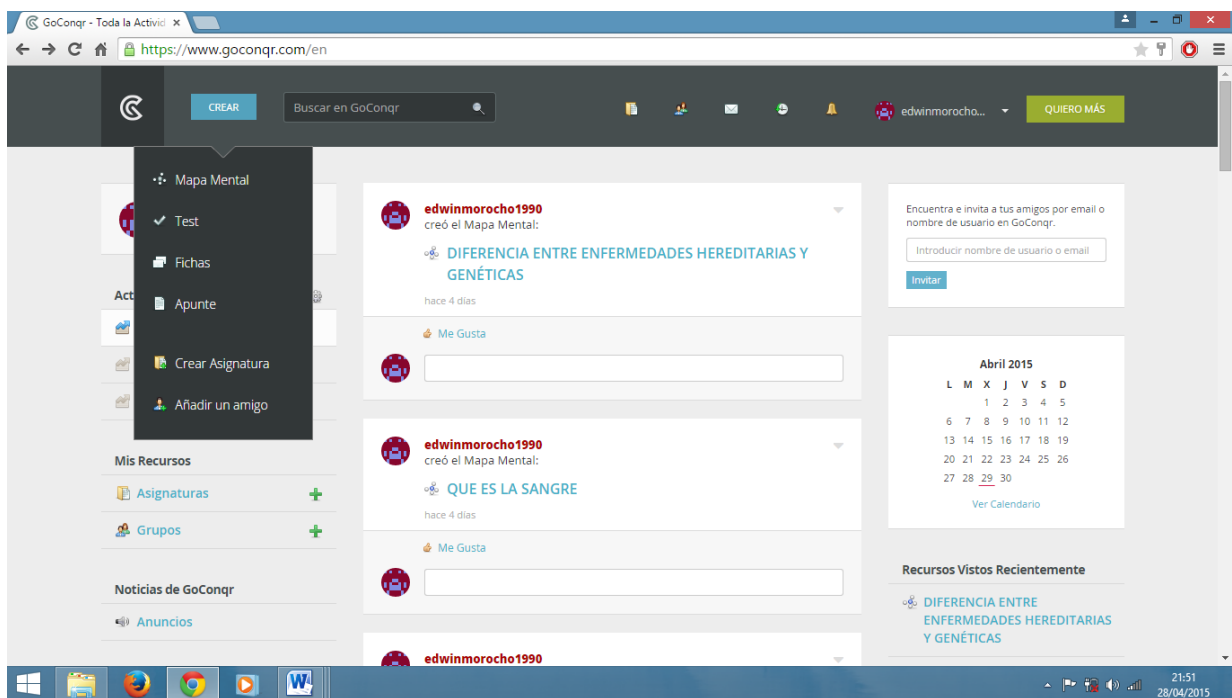 GoConqr - Toda la Activid
https://www.goconqr.com/en
CREAR
Buscar en GoConqr
edwinmorocho...
QUIERO MÁS
Mapa Mental
Test
Fichas
Apunte
Crear Asignatura
Añadir un amigo
Act
Mis Recursos
Asignaturas
Grupos
Noticias de GoConqr
Anuncios
edwinmorocho1990
creó el Mapa Mental:
DIFERENCIA ENTRE ENFERMEDADES HEREDITARIAS Y
GENÉTICAS
hace 4 días
Me Gusta
edwinmorocho1990
creó el Mapa Mental:
QUE ES LA SANGRE
hace 4 días
Me Gusta
edwinmorocho1990
Encuentra e invita a tus amigos por email o
nombre de usuario en GoConqr.
Introducir nombre de usuario o email
Invitar
Abril 2015
L M X J V S D
1 2 3 4 5
6 7 8 9 10 11 12
13 14 15 16 17 18 19
20 21 22 23 24 25 26
27 28 29 30
Ver Calendario
Recursos Vistos Recientemente
DIFERENCIA ENTRE
ENFERMEDADES HEREDITARIAS
Y GENÉTICAS
21:51
28/04/2015